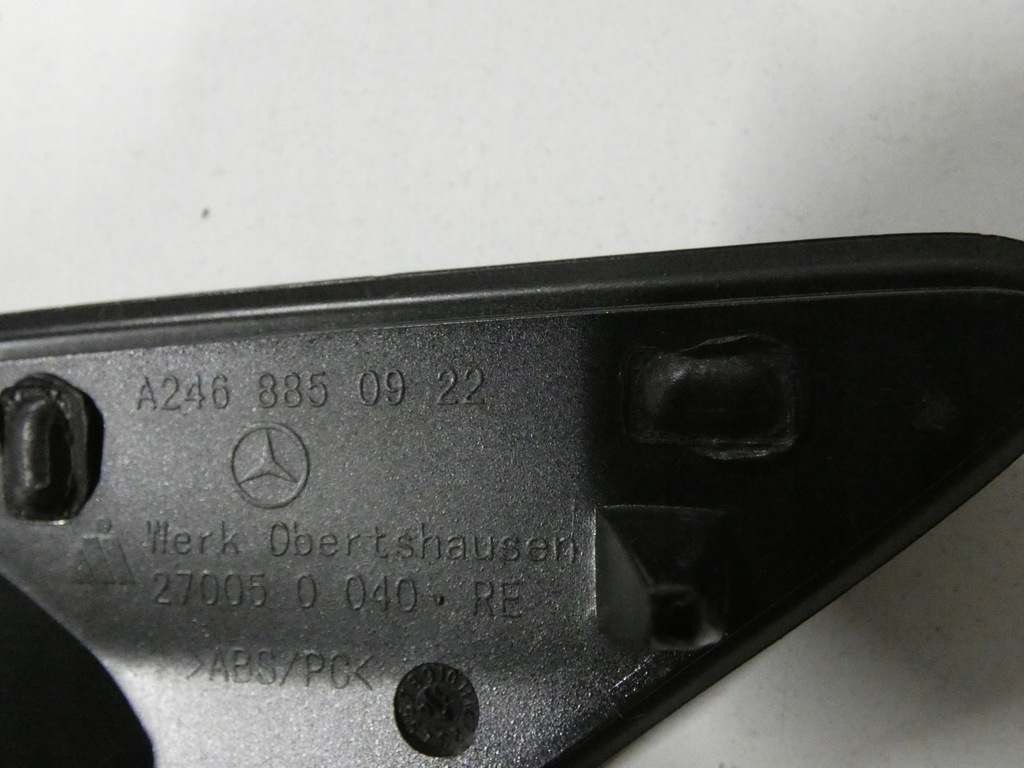 A246 885 09 22
Werk Obertshausen
27005 0 040. RE
>ABS/PC<